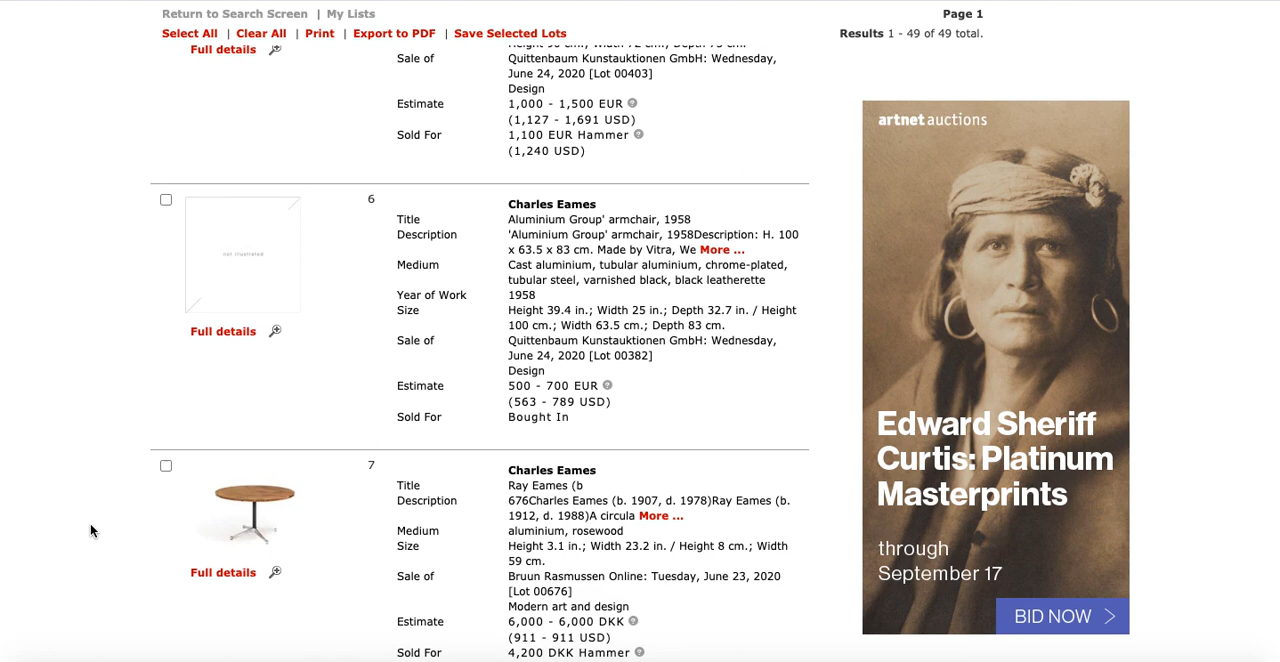 Return to Search Screen | My Lists
Page 1
Select All | Clear All | Print | Export to PDF | Save Selected Lots
Results 1 - 49 of 49 total.
Full details
Height 90 cm.; Width 72 cm.; Depth 75 cm.
Sale of Quittenbaum Kunstauktionen GmbH: Wednesday,
June 24, 2020 [Lot 00403]
Design
Estimate 1,000 - 1,500 EUR ?
(1,127 - 1,691 USD)
Sold For 1,100 EUR Hammer ?
(1,240 USD)
6
Charles Eames
Title Aluminium Group' armchair, 1958
Description 'Aluminium Group' armchair, 1958Description: H. 100
x 63.5 x 83 cm. Made by Vitra, We More ...
not illustrated
Medium Cast aluminium, tubular aluminium, chrome-plated,
tubular steel, varnished black, black leatherette
Year of Work 1958
Size Height 39.4 in.; Width 25 in.; Depth 32.7 in. / Height
100 cm.; Width 63.5 cm.; Depth 83 cm.
Full details
Sale of Quittenbaum Kunstauktionen GmbH: Wednesday,
June 24, 2020 [Lot 00382]
Design
Estimate 500 - 700 EUR ?
(563 - 789 USD)
Sold For Bought In
7
Charles Eames
Title Ray Eames (b
Description 676Charles Eames (b. 1907, d. 1978)Ray Eames (b.
1912, d. 1988)A circula More ...
Medium aluminium, rosewood
Size Height 3.1 in.; Width 23.2 in. / Height 8 cm.; Width
59 cm.
Full details
Sale of Bruun Rasmussen Online: Tuesday, June 23, 2020
[Lot 00676]
Modern art and design
Estimate 6,000 - 6,000 DKK ?
(911 - 911 USD)
Sold For 4,200 DKK Hammer ?
artnet auctions
Edward Sheriff
Curtis: Platinum
Masterprints
through
September 17
BID NOW >